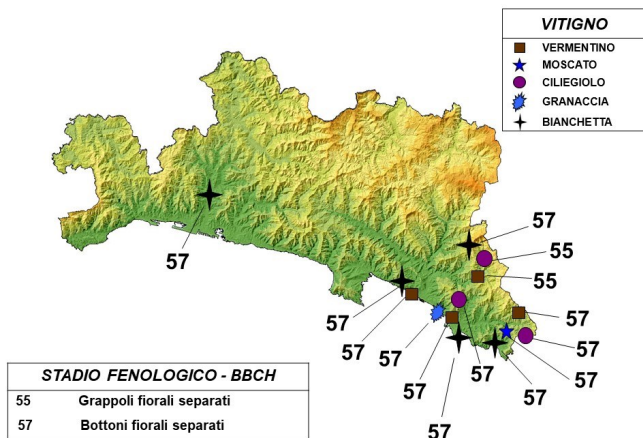 VITIGNO
VERMENTINO
MOSCATO
CILIEGIOLO
GRANACCIA
BIANCHETTA
57
57
55
55
57
57
57
57
57
57
57
57
57
STADIO FENOLOGICO - BBCH
55 Grappoli fiorali separati
57 Bottoni fiorali separati